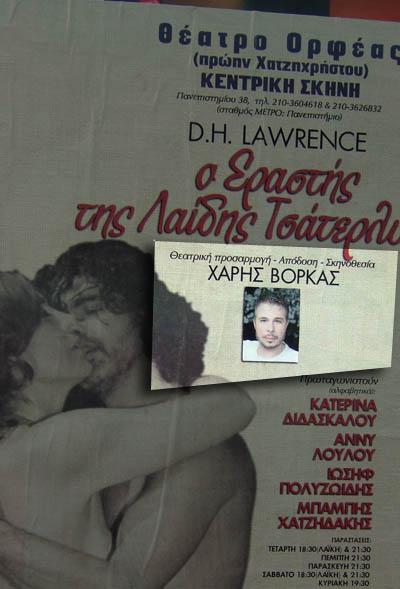 θέατρο Ορφέας
(πρώην Χατζηχρήστου)
ΚΕΝΤΡΙΚΗ ΣΚΗΝΗ
Πανεπιστημίου 38, τηλ. 210-3604618 & 210-3626832
(σταθμός ΜΕΤΡΟ: Πανεπιστήμιο)
D.H. LAWRENCE
ο Εραστής
της Λαίδης Τσάτερλυ
Θεατρική προσαρμογή - Απόδοση - Σκηνοθεσία
ΧΑΡΗΣ ΒΟΡΚΑΣ
Πρωταγωνιστούν
(αλφαβητικά):
ΚΑΤΕΡΙΝΑ
ΔΙΔΑΣΚΑΛΟΥ
ΑΝΝΥ
ΛΟΥΛΟΥ
ΙΩΣΗΦ
ΠΟΛΥΖΩΙΔΗΣ
ΜΠΑΜΠΗΣ
ΧΑΤΖΗΔΑΚΗΣ
ΠΑΡΑΣΤΑΣΕΙΣ:
ΤΕΤΑΡΤΗ 18:30(ΛΑΪΚΗ) & 21:30
ΠΕΜΠΤΗ 21:30
ΠΑΡΑΣΚΕΥΗ 21:30
ΣΑΒΒΑΤΟ 18:30(ΛΑΪΚΗ) & 21:30
ΚΥΡΙΑΚΗ 19:30